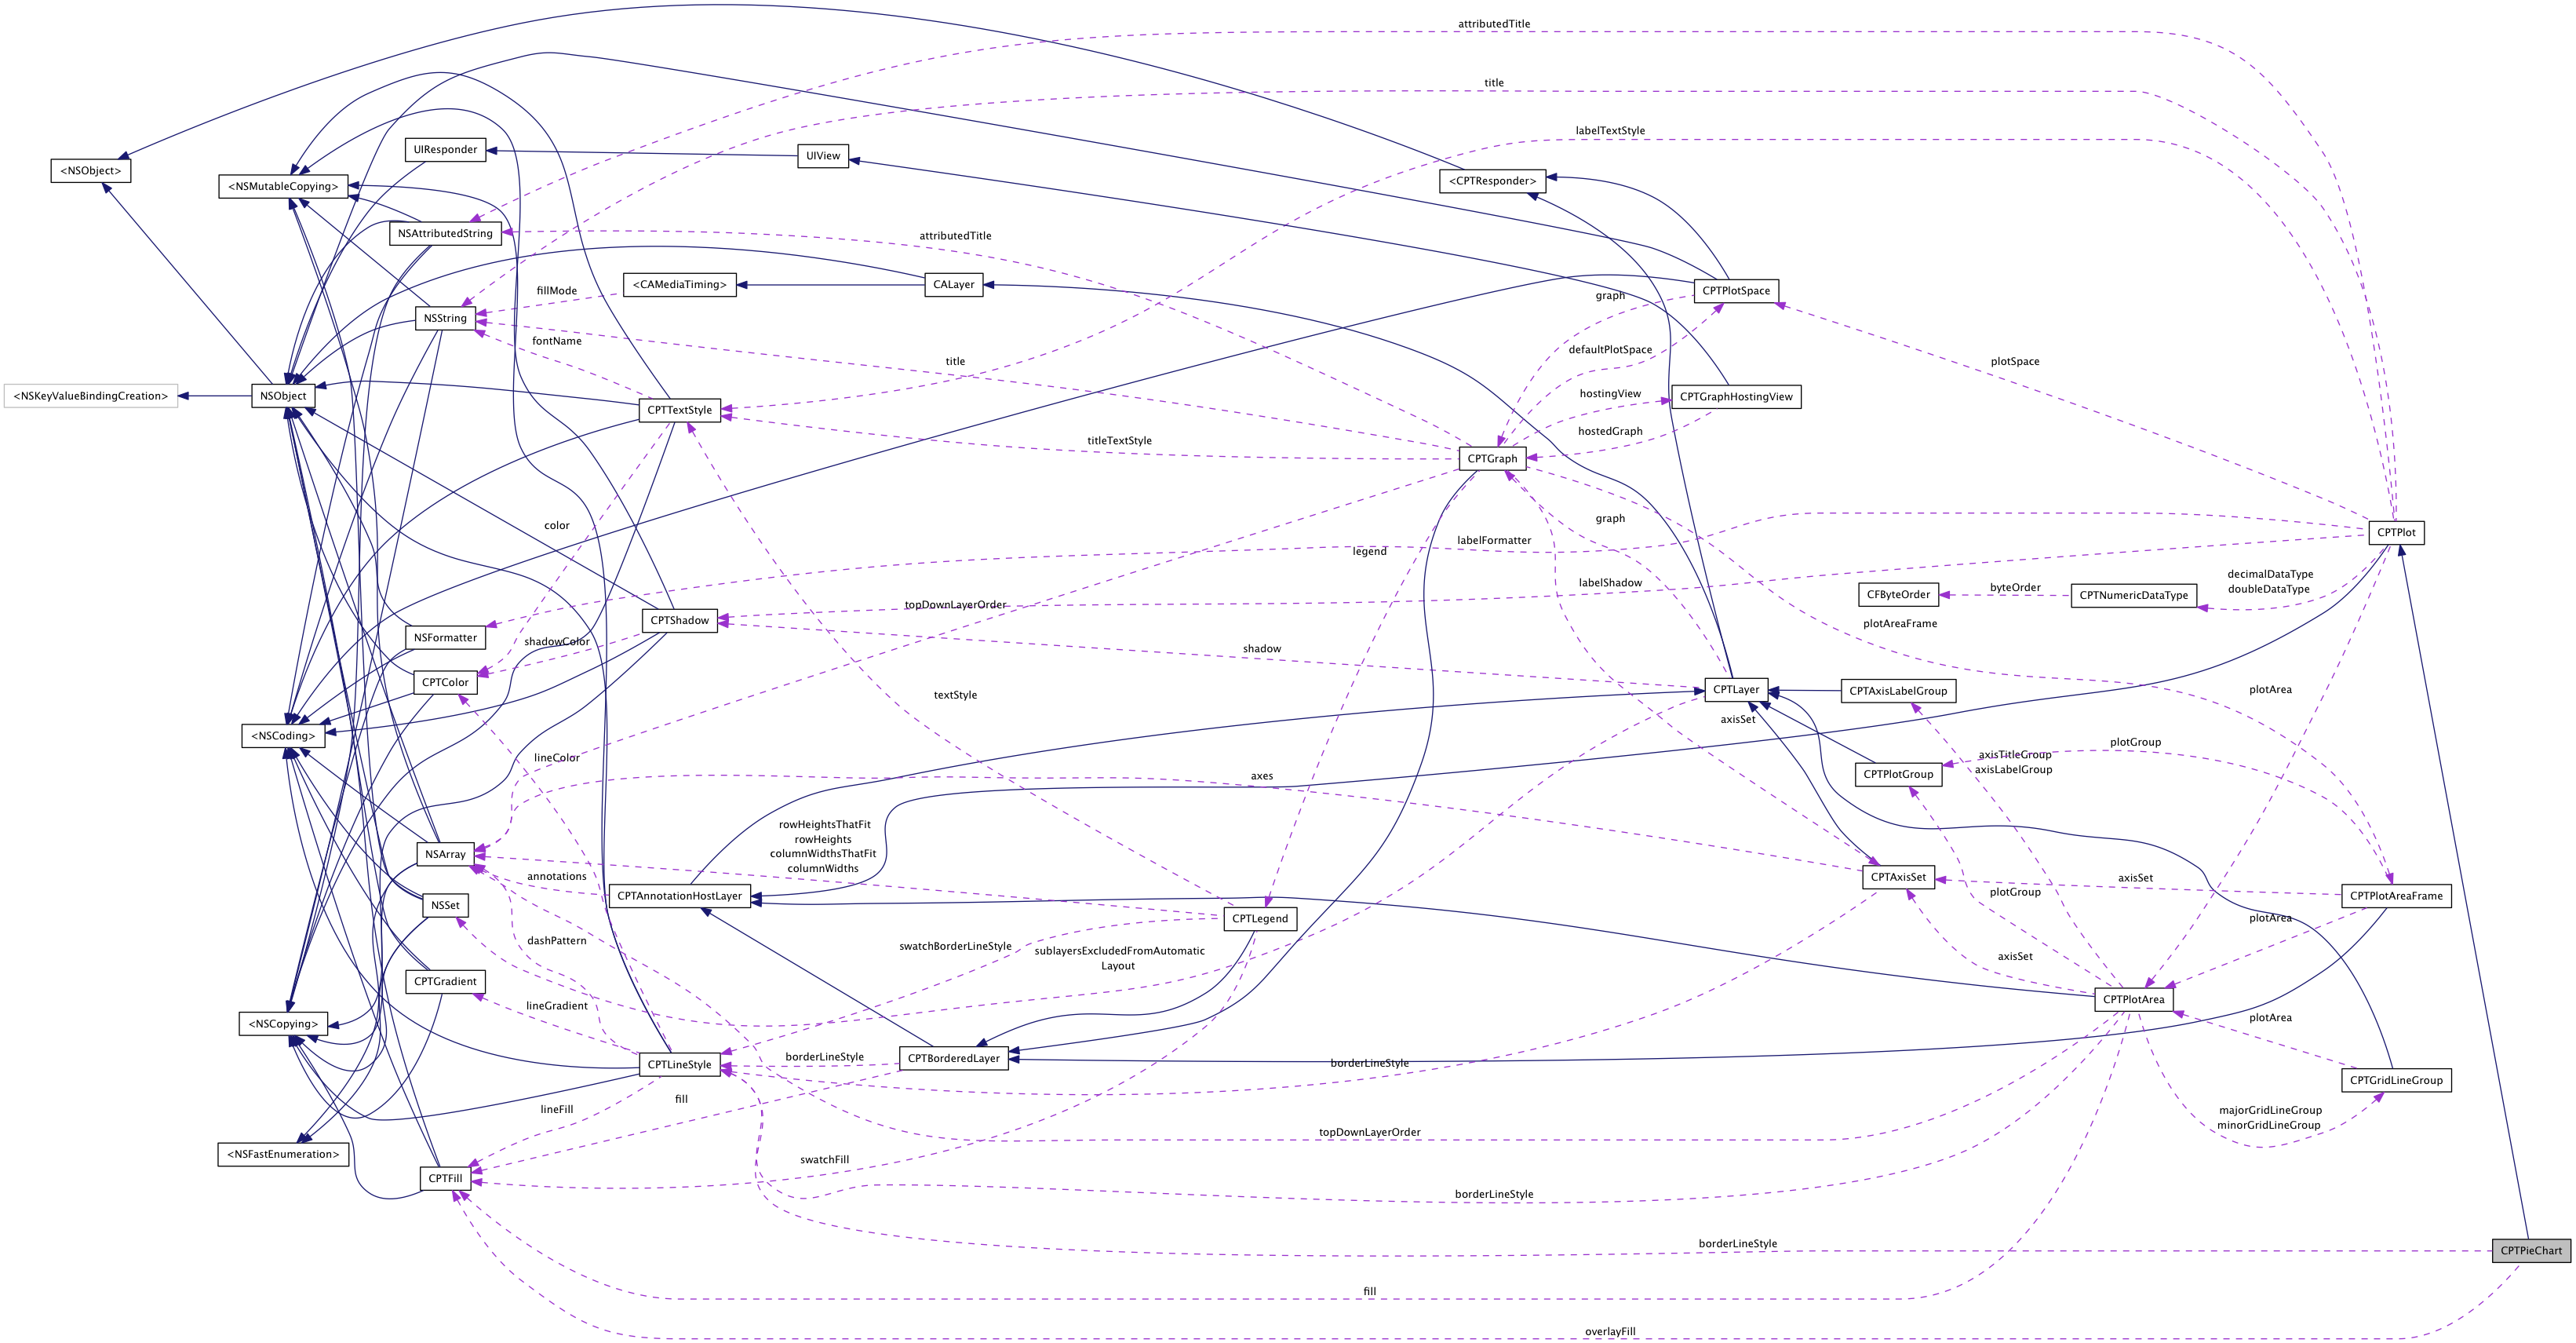 attributedTitle
title
labelTextStyle
UIResponder
UIView
<NSObject>
<NSMutableCopying>
<CPTResponder>
NSAttributedString
attributedTitle
<CAMediaTiming>
CALayer
fillMode
CPTPlotSpace
graph
NSString
fontName
defaultPlotSpace
title
plotSpace
<NSKeyValueBindingCreation>
NSObject
hostingView
CPTGraphHostingView
CPTTextStyle
hostedGraph
titleTextStyle
CPTGraph
color
graph
CPTPlot
labelFormatter
legend
decimalDataType
doubleDataType
labelShadow
byteOrder
CFByteOrder
CPTNumericDataType
topDownLayerOrder
CPTShadow
plotAreaFrame
NSFormatter
shadowColor
shadow
CPTColor
textStyle
CPTLayer
CPTAxisLabelGroup
plotArea
axisSet
<NSCoding>
plotGroup
lineColor
axisTitleGroup
axisLabelGroup
axes
CPTPlotGroup
rowHeightsThatFit
rowHeights
columnWidthsThatFit
columnWidths
NSArray
annotations
CPTAxisSet
axisSet
CPTAnnotationHostLayer
plotGroup
CPTPlotAreaFrame
NSSet
CPTLegend
plotArea
dashPattern
swatchBorderLineStyle
sublayersExcludedFromAutomatic
Layout
axisSet
CPTGradient
CPTPlotArea
lineGradient
plotArea
<NSCopying>
borderLineStyle
CPTBorderedLayer
borderLineStyle
CPTLineStyle
CPTGridLineGroup
fill
lineFill
majorGridLineGroup
minorGridLineGroup
topDownLayerOrder
<NSFastEnumeration>
swatchFill
CPTFill
borderLineStyle
borderLineStyle
CPTPieChart
fill
overlayFill